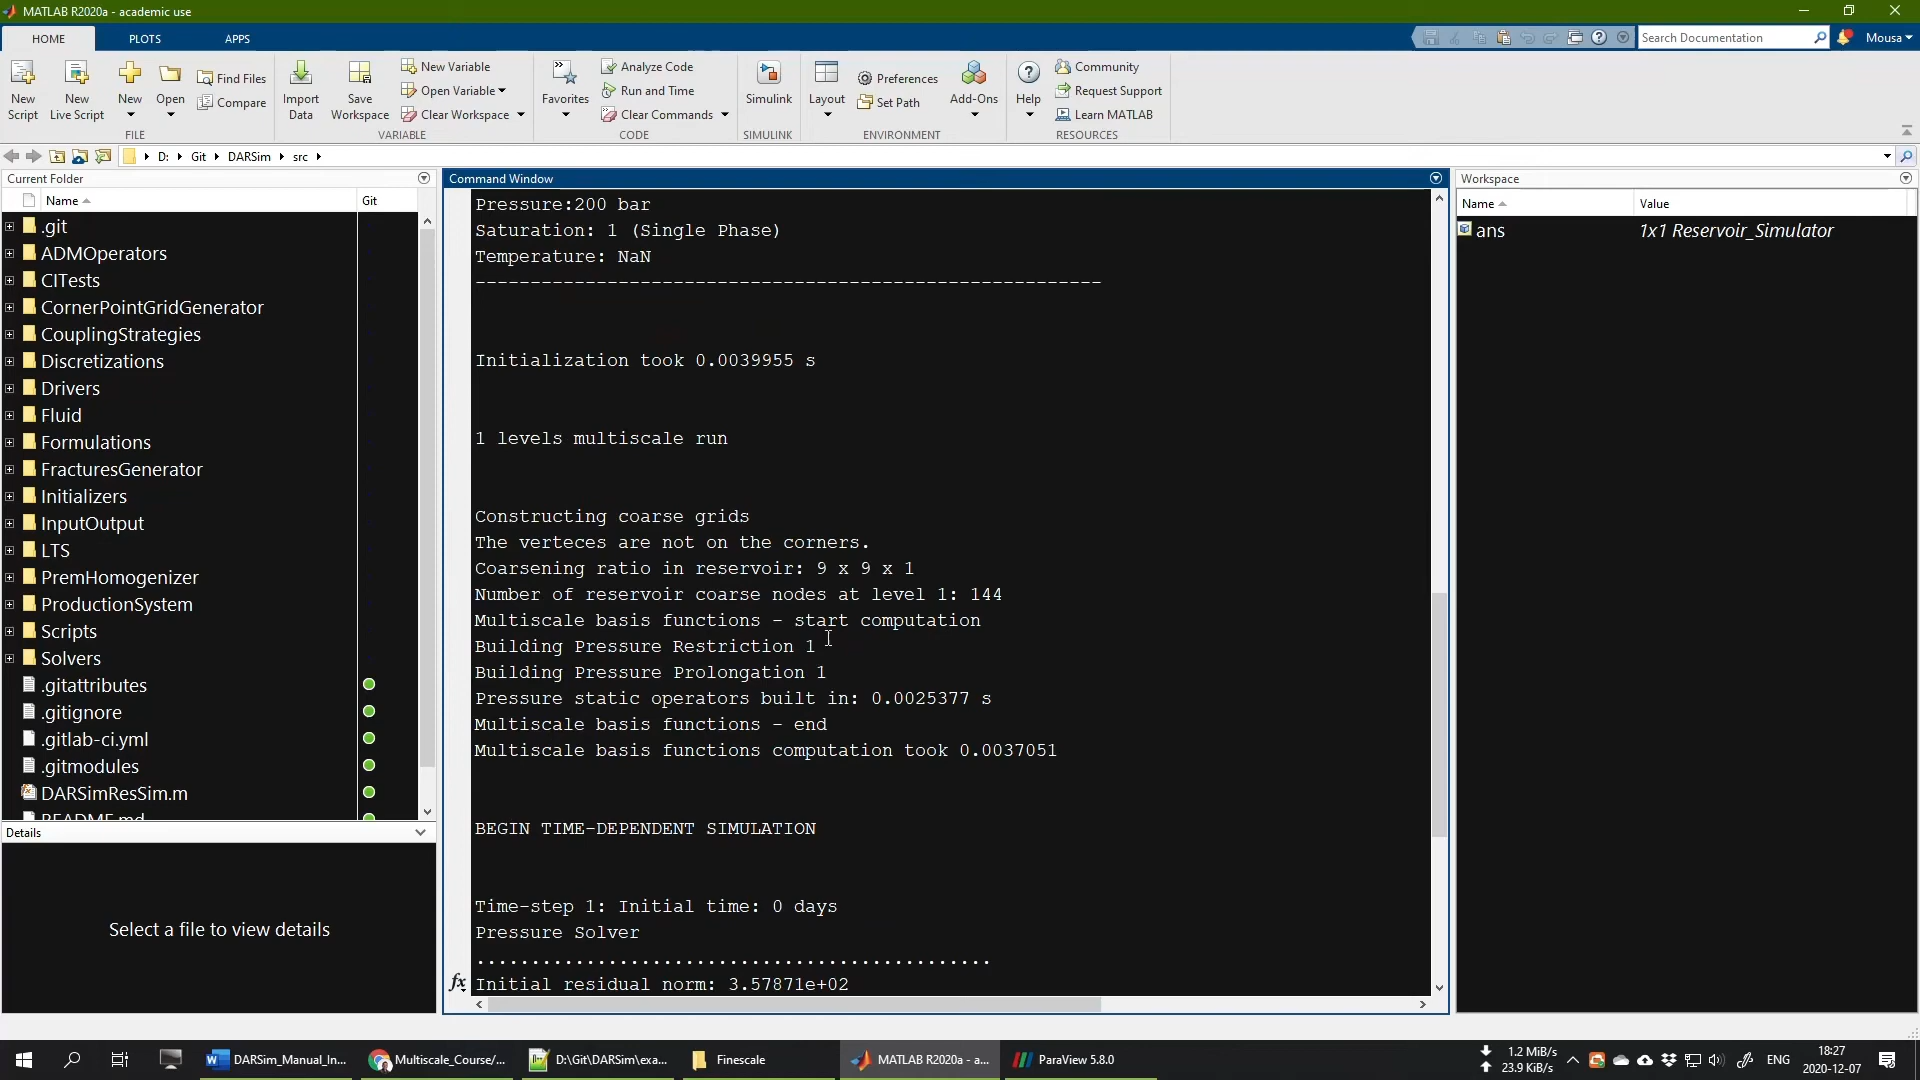 MATLAB R2020a - academic use
HOME PLOTS APPS
Search Documentation Mousa
New Script
New Live Script
New
Open
Find Files
Compare
FILE
Import Data
Save Workspace
New Variable
Open Variable
Clear Workspace
VARIABLE
Favorites
Analyze Code
Run and Time
Clear Commands
CODE
Simulink
SIMULINK
Layout
Preferences
Set Path
Add-Ons
ENVIRONMENT
Help
Community
Request Support
Learn MATLAB
RESOURCES
D: Git DARSim src
Current Folder
Name Git
.git
ADMOperators
CITests
CornerPointGridGenerator
CouplingStrategies
Discretizations
Drivers
Fluid
Formulations
FracturesGenerator
Initializers
InputOutput
LTS
PremHomogenizer
ProductionSystem
Scripts
Solvers
.gitattributes
.gitignore
.gitlab-ci.yml
.gitmodules
DARSimResSim.m
README.md
Details
Select a file to view details
Command Window
Pressure:200 bar
Saturation: 1 (Single Phase)
Temperature: NaN
---------------------------------------------------------
Initialization took 0.0039955 s
1 levels multiscale run
Constructing coarse grids
The verteces are not on the corners.
Coarsening ratio in reservoir: 9 x 9 x 1
Number of reservoir coarse nodes at level 1: 144
Multiscale basis functions - start computation
Building Pressure Restriction 1
Building Pressure Prolongation 1
Pressure static operators built in: 0.0025377 s
Multiscale basis functions - end
Multiscale basis functions computation took 0.0037051
BEGIN TIME-DEPENDENT SIMULATION
Time-step 1: Initial time: 0 days
Pressure Solver
...............................................
fx Initial residual norm: 3.57871e+02
Workspace
Name Value
ans 1x1 Reservoir_Simulator
DARSim_Manual_In...
Multiscale_Course/...
D:\Git\DARSim\exa...
Finescale
MATLAB R2020a - a...
ParaView 5.8.0
1.2 MiB/s
23.9 KiB/s
ENG
18:27
2020-12-07